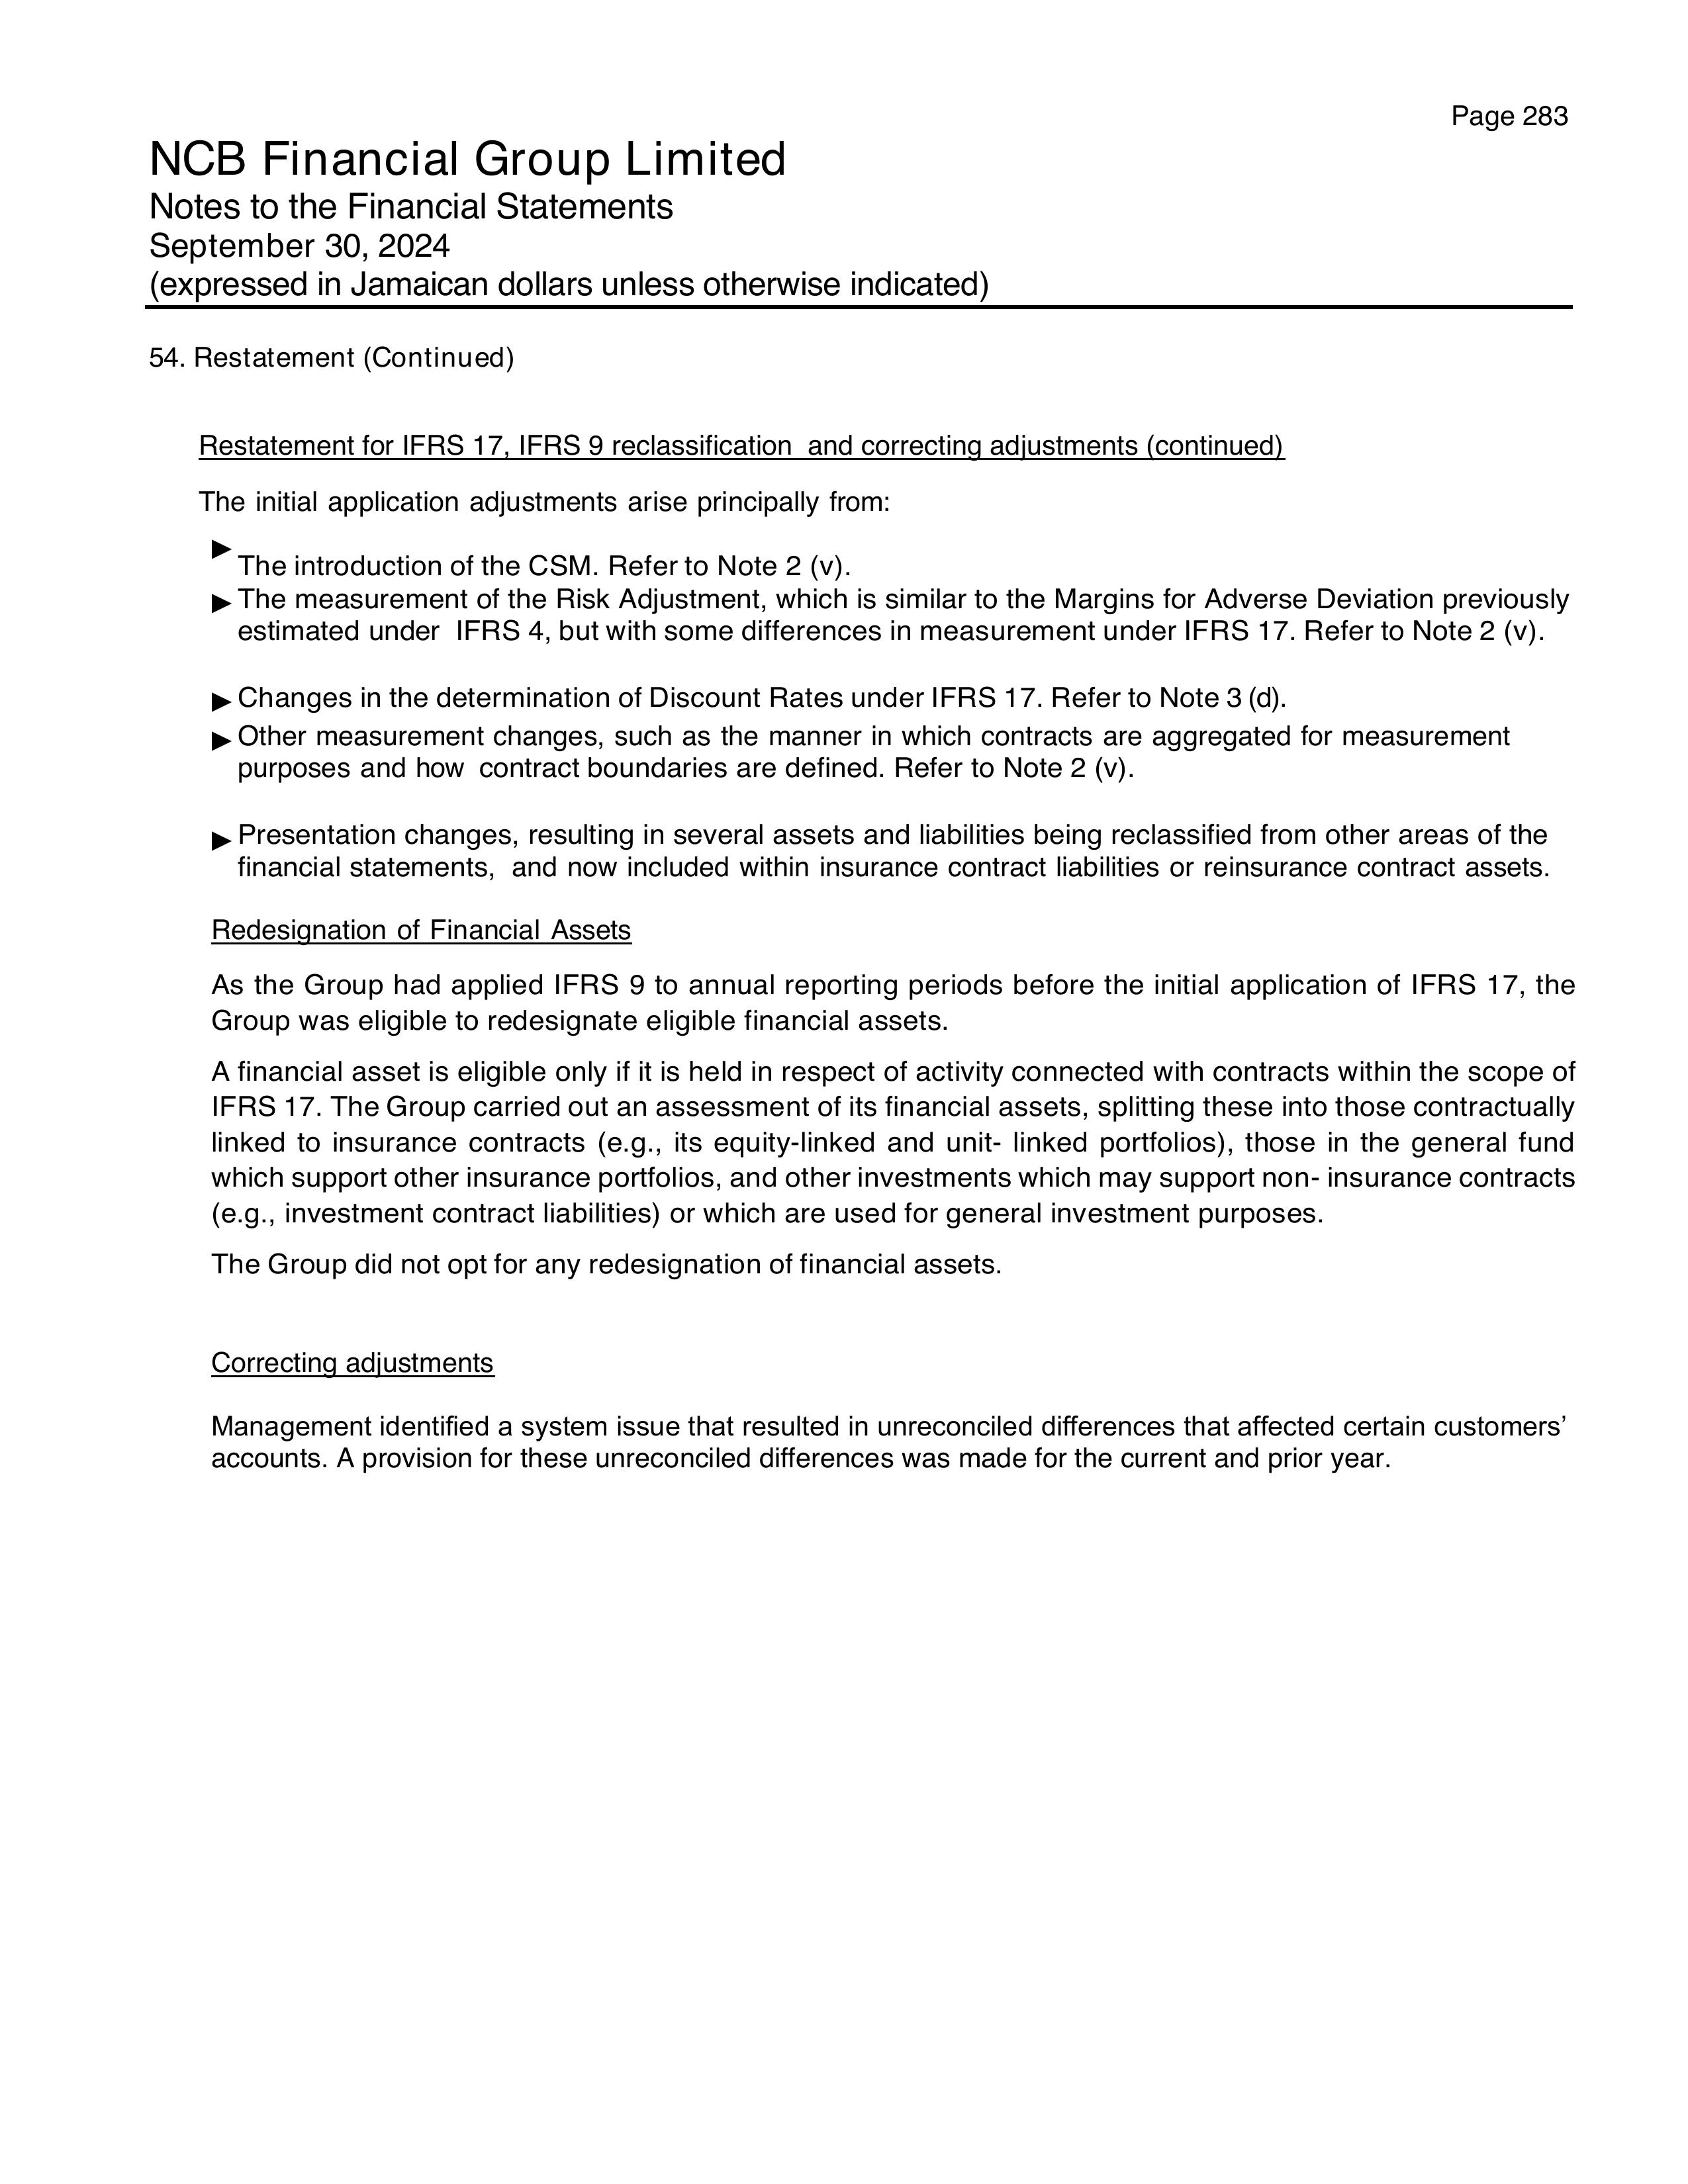 Page 283
NCB Financial Group Limited
Notes to the Financial Statements
September 30, 2024
(expressed in Jamaican dollars unless otherwise indicated)
54. Restatement (Continued)
Restatement for IFRS 17, IFRS 9 reclassification  and correcting adjustments (continued)
The initial application adjustments arise principally from:
►
The introduction of the CSM. Refer to Note 2 (v).
► The measurement of the Risk Adjustment, which is similar to the Margins for Adverse Deviation previously
estimated under  IFRS 4, but with some differences in measurement under IFRS 17. Refer to Note 2 (v).
► Changes in the determination of Discount Rates under IFRS 17. Refer to Note 3 (d).
► Other measurement changes, such as the manner in which contracts are aggregated for measurement
purposes and how  contract boundaries are defined. Refer to Note 2 (v).
► Presentation changes, resulting in several assets and liabilities being reclassified from other areas of the
financial statements,  and now included within insurance contract liabilities or reinsurance contract assets.
Redesignation of Financial Assets
As the Group had applied IFRS 9 to annual reporting periods before the initial application of IFRS 17, the
Group was eligible to redesignate eligible financial assets.
A financial asset is eligible only if it is held in respect of activity connected with contracts within the scope of
IFRS 17. The Group carried out an assessment of its financial assets, splitting these into those contractually
linked to insurance contracts (e.g., its equity-linked and unit- linked portfolios), those in the general fund
which support other insurance portfolios, and other investments which may support non- insurance contracts
(e.g., investment contract liabilities) or which are used for general investment purposes.
The Group did not opt for any redesignation of financial assets.
Correcting adjustments
Management identified a system issue that resulted in unreconciled differences that affected certain customers’
accounts. A provision for these unreconciled differences was made for the current and prior year.